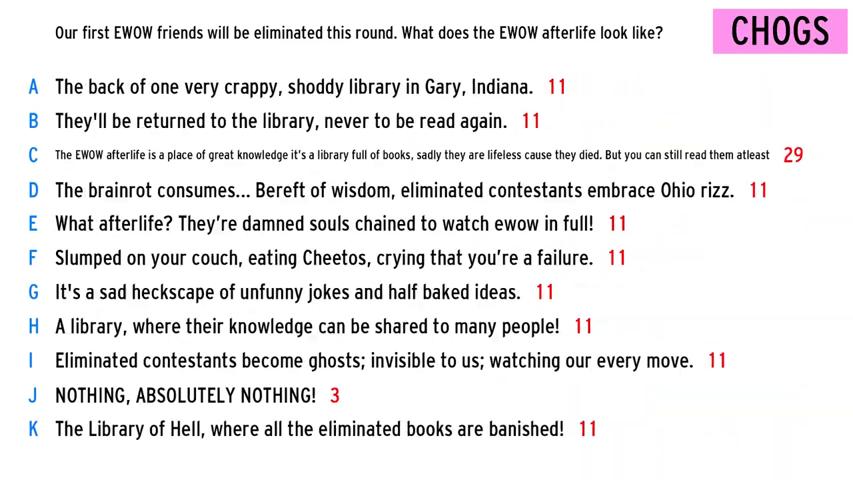 Our first EWOW friends will be eliminated this round. What does the EWOW afterlife look like?
CHOGS
A The back of one very crappy, shoddy library in Gary, Indiana. 11
B They'll be returned to the library, never to be read again. 11
C The EWOW afterlife is a place of great knowledge it's a library full of books, sadly they are lifeless cause they died. But you can still read them atleast 29
D The brainrot consumes... Bereft of wisdom, eliminated contestants embrace Ohio rizz. 11
E What afterlife? They're damned souls chained to watch ewow in full! 11
F Slumped on your couch, eating Cheetos, crying that you're a failure. 11
G It's a sad heckscape of unfunny jokes and half baked ideas. 11
H A library, where their knowledge can be shared to many people! 11
I Eliminated contestants become ghosts; invisible to us; watching our every move. 11
J NOTHING, ABSOLUTELY NOTHING! 3
K The Library of Hell, where all the eliminated books are banished! 11